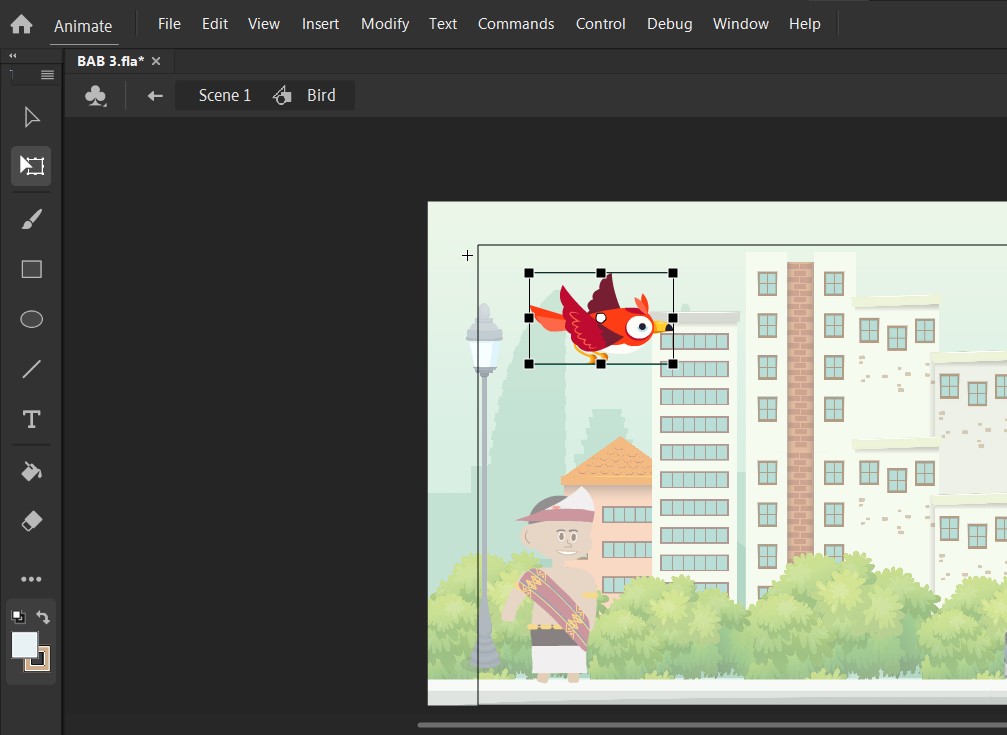 Animate File Edit View Insert Modify Text Commands Control Debug Window Help
BAB 3.fla*
Scene 1 Bird